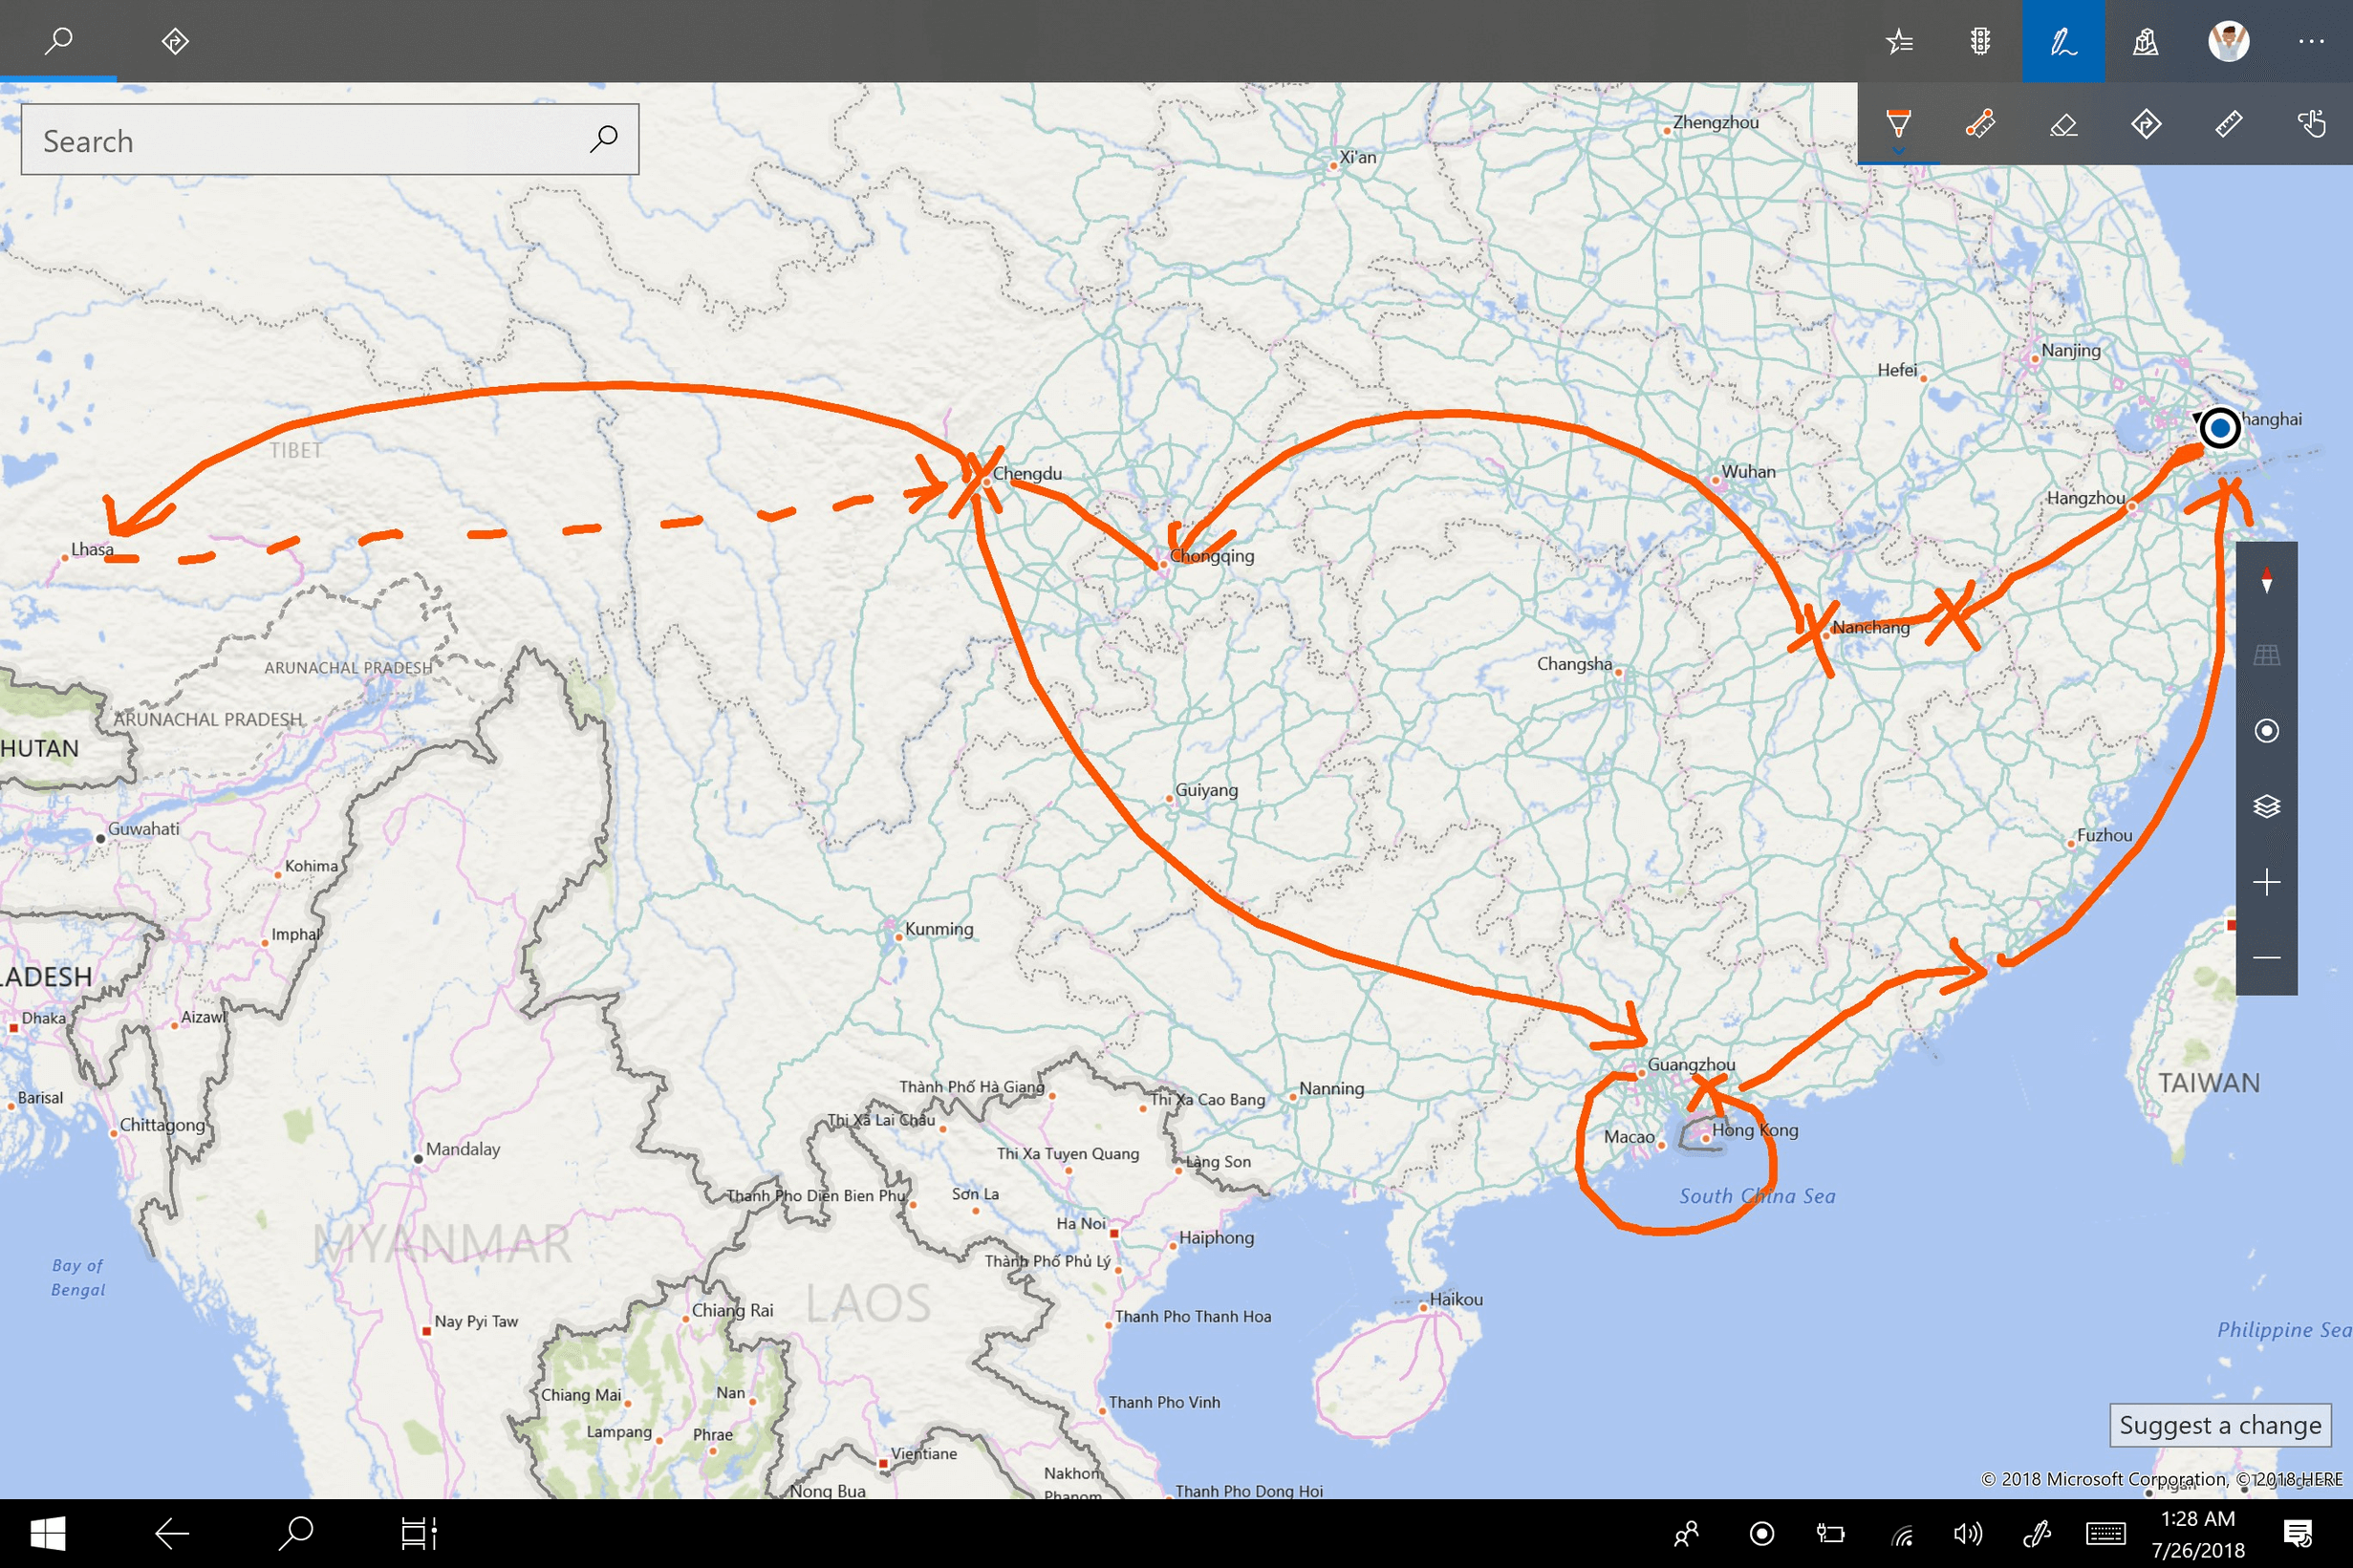 Search
Zhengzhou
Xi'an
Nanjing
Hefei
hanghai
TIBET
Chengdu
Wuhan
Hangzhou
Lhasa
Chongqing
Nanchang
ARUNACHAL PRADESH
Changsha
ARUNACHAL PRADESH
HUTAN
Guiyang
Guwahati
Fuzhou
Kohima
Kunming
Imphal
LADESH
Dhaka
Aizawl
Guangzhou
TAIWAN
Thành Phố Hà Giang
Nanning
Barisal
Thi Xa Cao Bang
Chittagong
Thi Xã Lai Châu
Macao
Hong Kong
Mandalay
Thi Xa Tuyen Quang
Làng Son
Thanh Pho Dien Bien Phu
Sơn La
South China Sea
Ha Noi
MYANMAR
Haiphong
Thành Phố Phủ Lý
Bay of
Bengal
LAOS
Haikou
Chiang Rai
Nay Pyi Taw
Thanh Pho Thanh Hoa
Philippine Sea
Chiang Mai
Nan
Thanh Pho Vinh
Suggest a change
Lampang
Phrae
Vientiane
Nakhon
Phanom
© 2018 Microsoft Corporation, © 2018 HERE
Nong Bua
Thanh Pho Dong Hoi
1:28 AM
7/26/2018